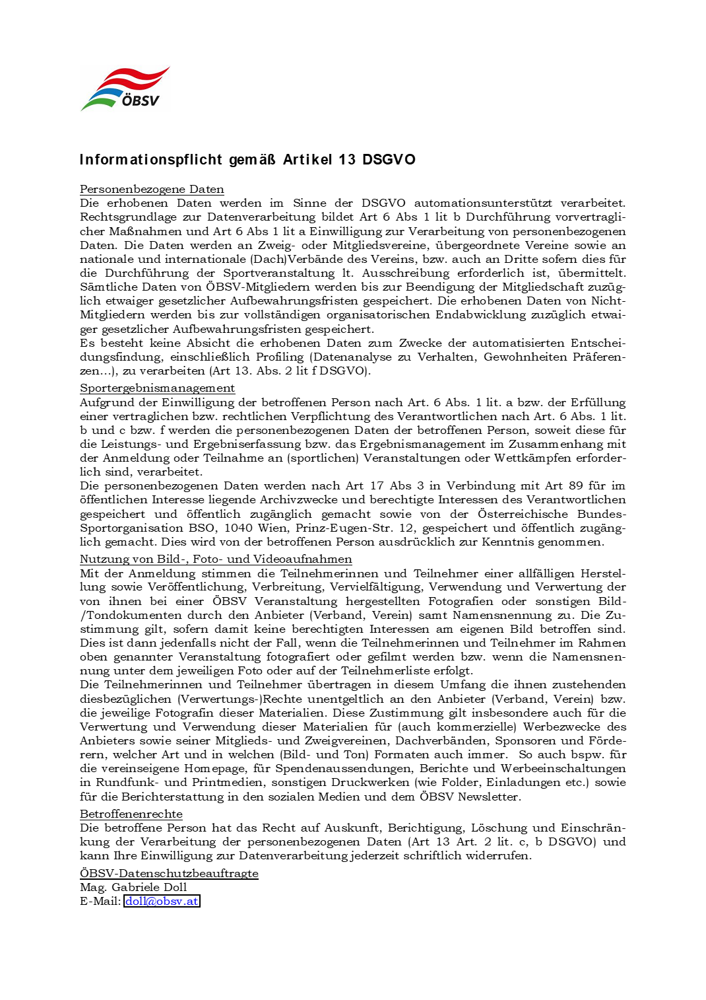 ÖBSV
Informationspflicht gemäß Artikel 13 DSGVO
Personenbezogene Daten
Die erhobenen Daten werden im Sinne der DSGVO automationsunterstützt verarbeitet.
Rechtsgrundlage zur Datenverarbeitung bildet Art 6 Abs 1 lit b Durchführung vorvertragli-
cher Maßnahmen und Art 6 Abs 1 lit a Einwilligung zur Verarbeitung von personenbezogenen
Daten. Die Daten werden an Zweig- oder Mitgliedsvereine, übergeordnete Vereine sowie an
nationale und internationale (Dach)Verbände des Vereins, bzw. auch an Dritte sofern dies für
die Durchführung der Sportveranstaltung lt. Ausschreibung erforderlich ist, übermittelt.
Sämtliche Daten von ÖBSV-Mitgliedern werden bis zur Beendigung der Mitgliedschaft zuzüg-
lich etwaiger gesetzlicher Aufbewahrungsfristen gespeichert. Die erhobenen Daten von Nicht-
Mitgliedern werden bis zur vollständigen organisatorischen Endabwicklung zuzüglich etwai-
ger gesetzlicher Aufbewahrungsfristen gespeichert.
Es besteht keine Absicht die erhobenen Daten zum Zwecke der automatisierten Entschei-
dungsfindung, einschließlich Profiling (Datenanalyse zu Verhalten, Gewohnheiten Präferen-
zen…), zu verarbeiten (Art 13. Abs. 2 lit f DSGVO).
Sportergebnismanagement
Aufgrund der Einwilligung der betroffenen Person nach Art. 6 Abs. 1 lit. a bzw. der Erfüllung
einer vertraglichen bzw. rechtlichen Verpflichtung des Verantwortlichen nach Art. 6 Abs. 1 lit.
b und c bzw. f werden die personenbezogenen Daten der betroffenen Person, soweit diese für
die Leistungs- und Ergebniserfassung bzw. das Ergebnismanagement im Zusammenhang mit
der Anmeldung oder Teilnahme an (sportlichen) Veranstaltungen oder Wettkämpfen erforder-
lich sind, verarbeitet.
Die personenbezogenen Daten werden nach Art 17 Abs 3 in Verbindung mit Art 89 für im
öffentlichen Interesse liegende Archivzwecke und berechtigte Interessen des Verantwortlichen
gespeichert und öffentlich zugänglich gemacht sowie von der Österreichische Bundes-
Sportorganisation BSO, 1040 Wien, Prinz-Eugen-Str. 12, gespeichert und öffentlich zugäng-
lich gemacht. Dies wird von der betroffenen Person ausdrücklich zur Kenntnis genommen.
Nutzung von Bild-, Foto- und Videoaufnahmen
Mit der Anmeldung stimmen die Teilnehmerinnen und Teilnehmer einer allfälligen Herstel-
lung sowie Veröffentlichung, Verbreitung, Vervielfältigung, Verwendung und Verwertung der
von ihnen bei einer ÖBSV Veranstaltung hergestellten Fotografien oder sonstigen Bild-
/Tondokumenten durch den Anbieter (Verband, Verein) samt Namensnennung zu. Die Zu-
stimmung gilt, sofern damit keine berechtigten Interessen am eigenen Bild betroffen sind.
Dies ist dann jedenfalls nicht der Fall, wenn die Teilnehmerinnen und Teilnehmer im Rahmen
oben genannter Veranstaltung fotografiert oder gefilmt werden bzw. wenn die Namensnen-
nung unter dem jeweiligen Foto oder auf der Teilnehmerliste erfolgt.
Die Teilnehmerinnen und Teilnehmer übertragen in diesem Umfang die ihnen zustehenden
diesbezüglichen (Verwertungs-)Rechte unentgeltlich an den Anbieter (Verband, Verein) bzw.
die jeweilige Fotografin dieser Materialien. Diese Zustimmung gilt insbesondere auch für die
Verwertung und Verwendung dieser Materialien für (auch kommerzielle) Werbezwecke des
Anbieters sowie seiner Mitglieds- und Zweigvereinen, Dachverbänden, Sponsoren und Förde-
rern, welcher Art und in welchen (Bild- und Ton) Formaten auch immer. So auch bspw. für
die vereinseigene Homepage, für Spendenaussendungen, Berichte und Werbeeinschaltungen
in Rundfunk- und Printmedien, sonstigen Druckwerken (wie Folder, Einladungen etc.) sowie
für die Berichterstattung in den sozialen Medien und dem ÖBSV Newsletter.
Betroffenenrechte
Die betroffene Person hat das Recht auf Auskunft, Berichtigung, Löschung und Einschrän-
kung der Verarbeitung der personenbezogenen Daten (Art 13 Art. 2 lit. c, b DSGVO) und
kann Ihre Einwilligung zur Datenverarbeitung jederzeit schriftlich widerrufen.
ÖBSV-Datenschutzbeauftragte
Mag. Gabriele Doll
E-Mail: doll@obsv.at